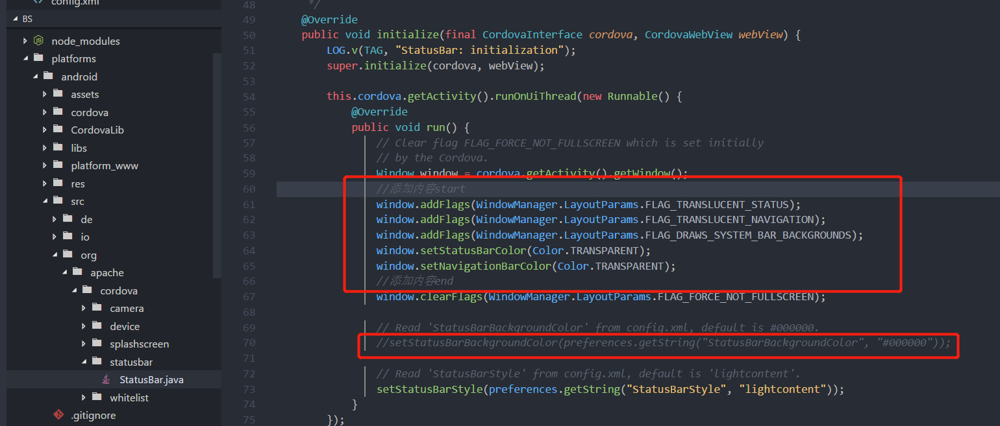 config.xml
BS
node_modules
platforms
android
assets
cordova
CordovaLib
libs
platform_www
res
src
de
io
org
apache
cordova
camera
device
splashscreen
statusbar
StatusBar.java
whitelist
.gitignore
48 */
49 @Override
50 public void initialize(final CordovaInterface cordova, CordovaWebView webView) {
51 LOG.v(TAG, "StatusBar: initialization");
52 super.initialize(cordova, webView);
53
54 this.cordova.getActivity().runOnUiThread(new Runnable() {
55 @Override
56 public void run() {
57 // Clear flag FLAG_FORCE_NOT_FULLSCREEN which is set initially
58 // by the Cordova.
59 Window window = cordova.getActivity().getWindow();
60 //添加内容start
61 window.addFlags(WindowManager.LayoutParams.FLAG_TRANSLUCENT_STATUS);
62 window.addFlags(WindowManager.LayoutParams.FLAG_TRANSLUCENT_NAVIGATION);
63 window.addFlags(WindowManager.LayoutParams.FLAG_DRAWS_SYSTEM_BAR_BACKGROUNDS);
64 window.setStatusBarColor(Color.TRANSPARENT);
65 window.setNavigationBarColor(Color.TRANSPARENT);
66 //添加内容end
67 window.clearFlags(WindowManager.LayoutParams.FLAG_FORCE_NOT_FULLSCREEN);
68
69 // Read 'StatusBarBackgroundColor' from config.xml, default is #000000.
70 //setStatusBarBackgroundColor(preferences.getString("StatusBarBackgroundColor", "#000000"));
71
72 // Read 'StatusBarStyle' from config.xml, default is 'lightcontent'.
73 setStatusBarStyle(preferences.getString("StatusBarStyle", "lightcontent"));
74 }
75 });